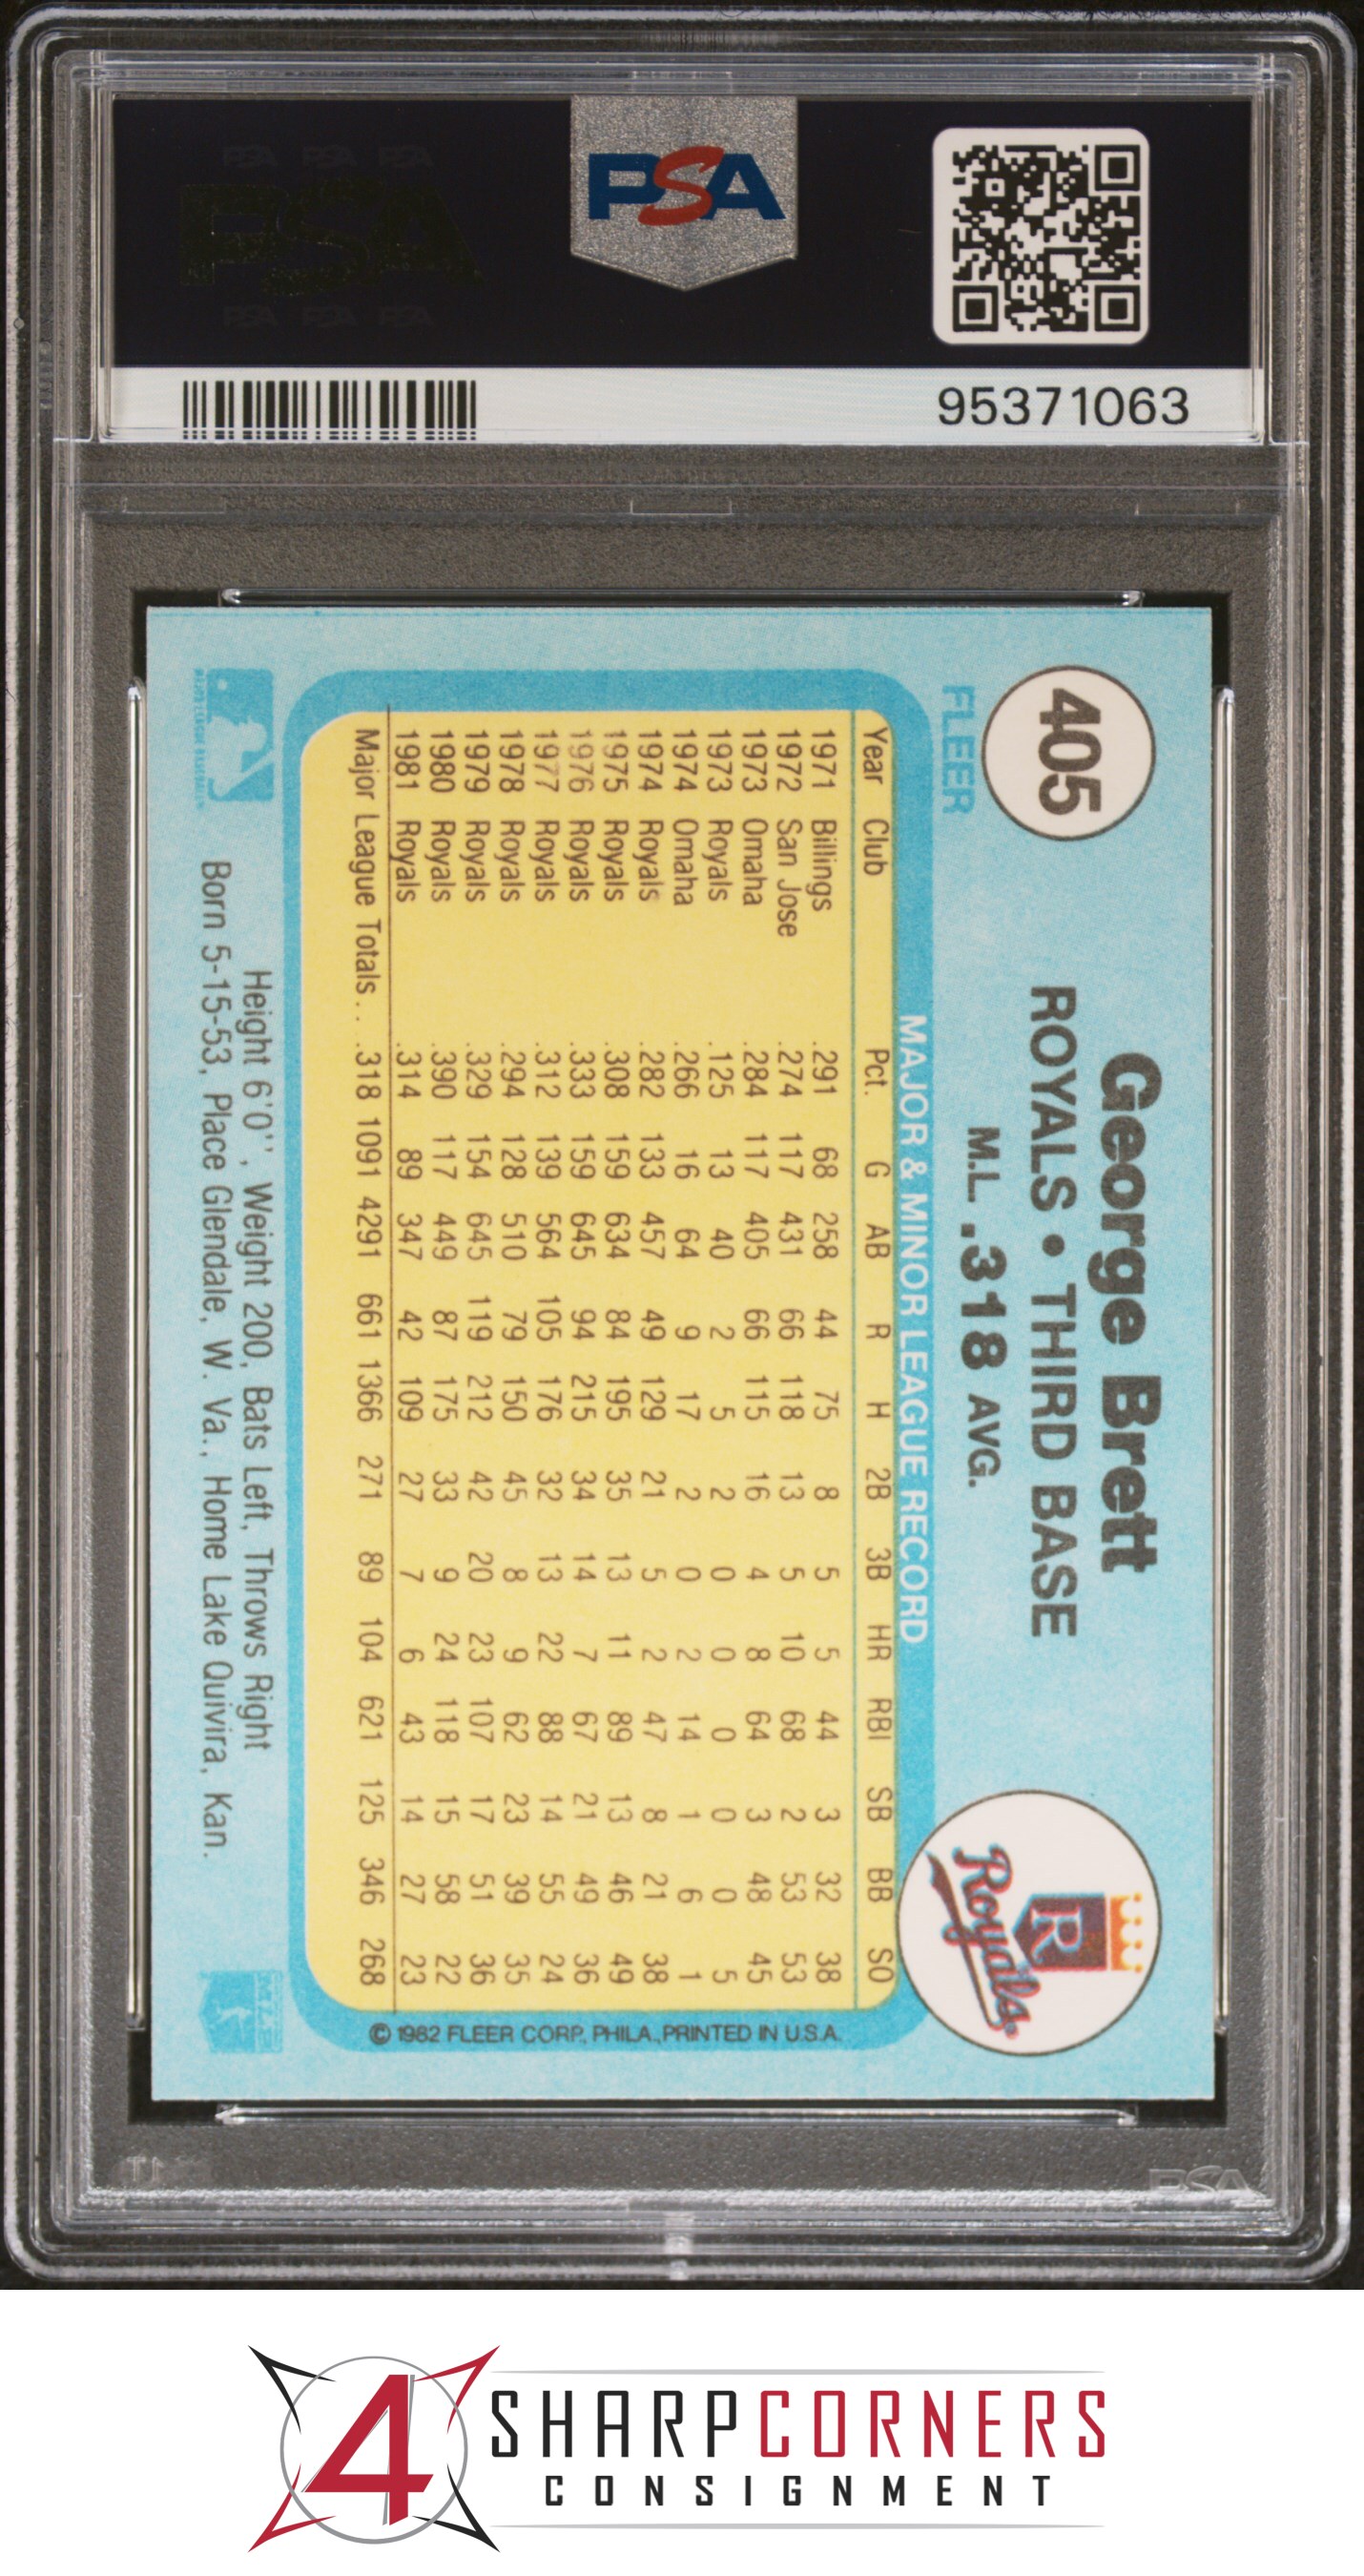 PSA PSA PSA
PSA
PSA PSA PSA
PSA
95371063
405
FLEER
George Brett
ROYALS • THIRD BASE
M.L. .318 AVG.
R
Royals
MAJOR & MINOR LEAGUE RECORD
Year Club Pct. G AB R H 2B 3B HR RBI SB BB SO
1971 Billings .291 68 258 44 75 8 5 5 44 3 32 38
1972 San Jose .274 117 431 66 118 13 5 10 68 2 53 53
1973 Omaha .284 117 405 66 115 16 4 8 64 3 48 45
1973 Royals .125 13 40 2 5 2 0 0 0 0 0 5
1974 Omaha .266 16 64 9 17 2 0 2 14 1 6 1
1974 Royals .282 133 457 49 129 21 5 2 47 8 21 38
1975 Royals .308 159 634 84 195 35 13 11 89 13 46 49
1976 Royals .333 159 645 94 215 34 14 7 67 21 49 36
1977 Royals .312 139 564 105 176 32 13 22 88 14 55 24
1978 Royals .294 128 510 79 150 45 8 9 62 23 39 35
1979 Royals .329 154 645 119 212 42 20 23 107 17 51 36
1980 Royals .390 117 449 87 175 33 9 24 118 15 58 22
1981 Royals .314 89 347 42 109 27 7 6 43 14 27 23
Major League Totals . . .318 1091 4291 661 1366 271 89 104 621 125 346 268
© 1982 FLEER CORP., PHILA., PRINTED IN U.S.A.
Height 6'0'', Weight 200, Bats Left, Throws Right
Born 5-15-53, Place Glendale, W. Va., Home Lake Quivira, Kan.
MAJOR LEAGUE BASEBALL
PSA
4 SHARPCORNERS
CONSIGNMENT